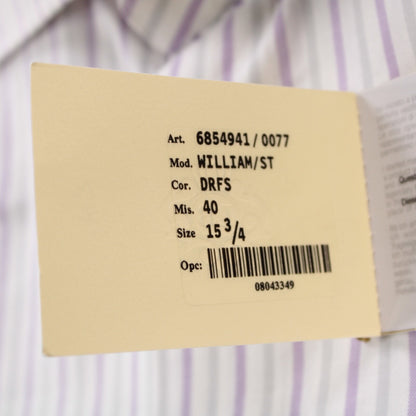 Art. 6854941/0077
Mod. WILLIAM/ST
Cor. DRFS
Mis. 40
Size 15 3/4
Opc:
08043349